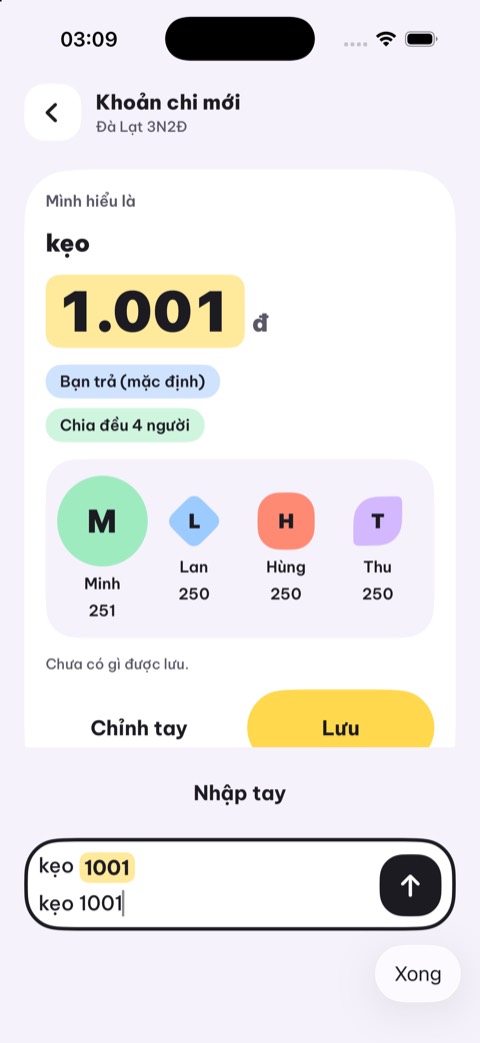 03:09
Khoản chi mới
Đà Lạt 3N2Đ
Mình hiểu là
kẹo
1.001 đ
Bạn trả (mặc định)
Chia đều 4 người
M L H T
Minh Lan Hùng Thu
251 250 250 250
Chưa có gì được lưu.
Chỉnh tay Lưu
Nhập tay
kẹo 1001
kẹo 1001
Xong